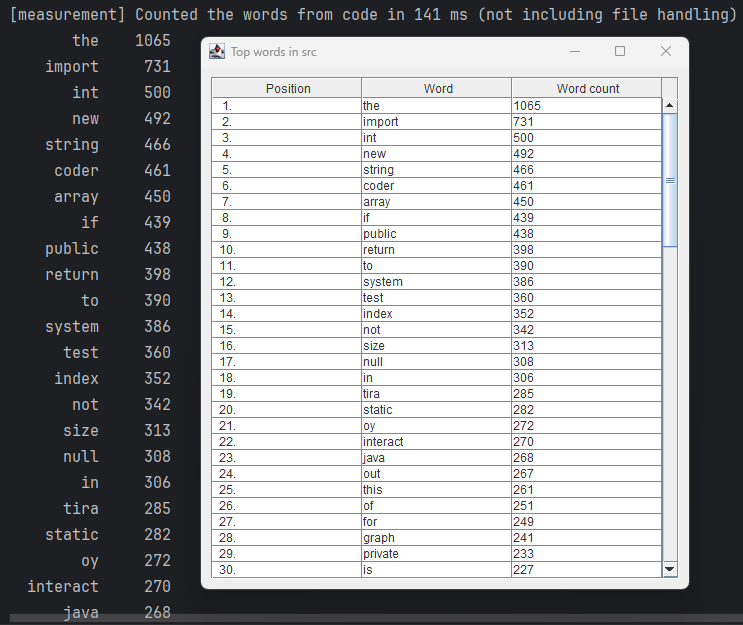 [measurement] Counted the words from code in 141 ms (not including file handling)
the 1065
import 731
int 500
new 492
string 466
coder 461
array 450
if 439
public 438
return 398
to 390
system 386
test 360
index 352
not 342
size 313
null 308
in 306
tira 285
static 282
oy 272
interact 270
java 268
Top words in src
Position Word Word count
1. the 1065
2. import 731
3. int 500
4. new 492
5. string 466
6. coder 461
7. array 450
8. if 439
9. public 438
10. return 398
11. to 390
12. system 386
13. test 360
14. index 352
15. not 342
16. size 313
17. null 308
18. in 306
19. tira 285
20. static 282
21. oy 272
22. interact 270
23. java 268
24. out 267
25. this 261
26. of 251
27. for 249
28. graph 241
29. private 233
30. is 227